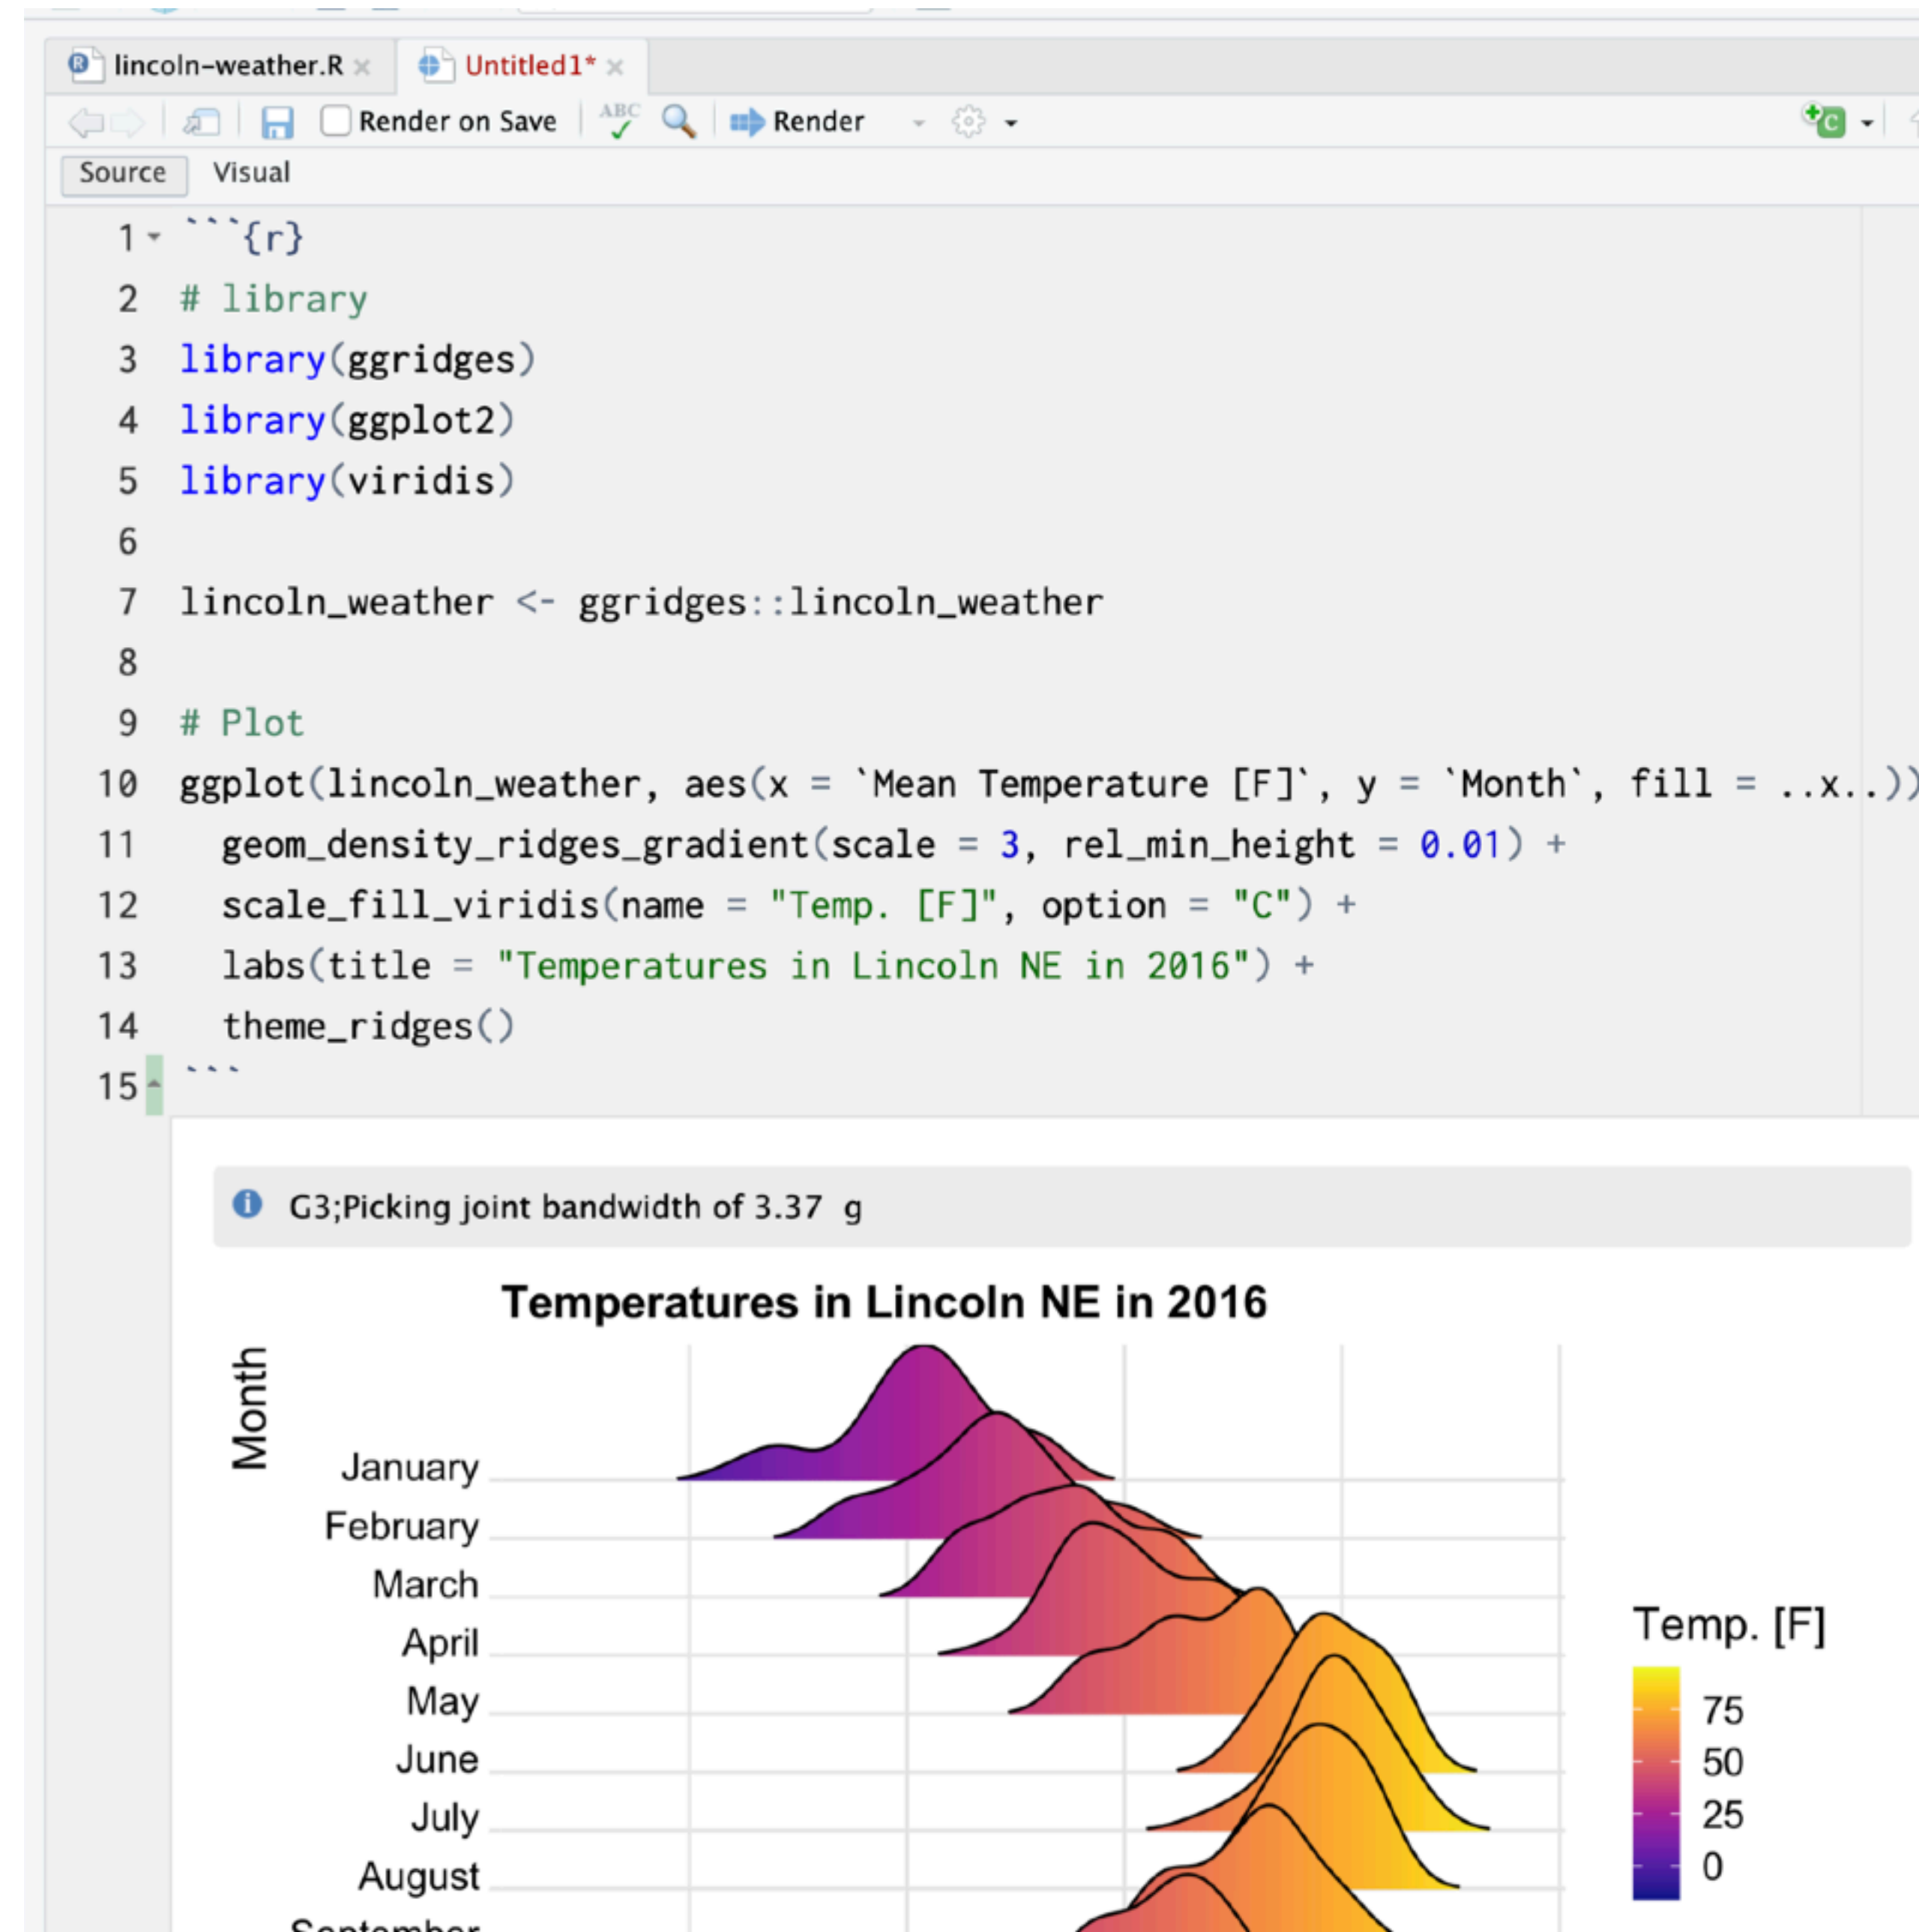 lincoln-weather.R Untitled1*
Render on Save ABC Render
Source Visual
1 ```{r}
2 # library
3 library(ggridges)
4 library(ggplot2)
5 library(viridis)
6
7 lincoln_weather <- ggridges::lincoln_weather
8
9 # Plot
10 ggplot(lincoln_weather, aes(x = `Mean Temperature [F]`, y = `Month`, fill = ..x..))
11 geom_density_ridges_gradient(scale = 3, rel_min_height = 0.01) +
12 scale_fill_viridis(name = "Temp. [F]", option = "C") +
13 labs(title = "Temperatures in Lincoln NE in 2016") +
14 theme_ridges()
15 ```
G3;Picking joint bandwidth of 3.37 g
Temperatures in Lincoln NE in 2016
Month
January
February
March
April
May
June
July
August
September
Temp. [F]
75
50
25
0